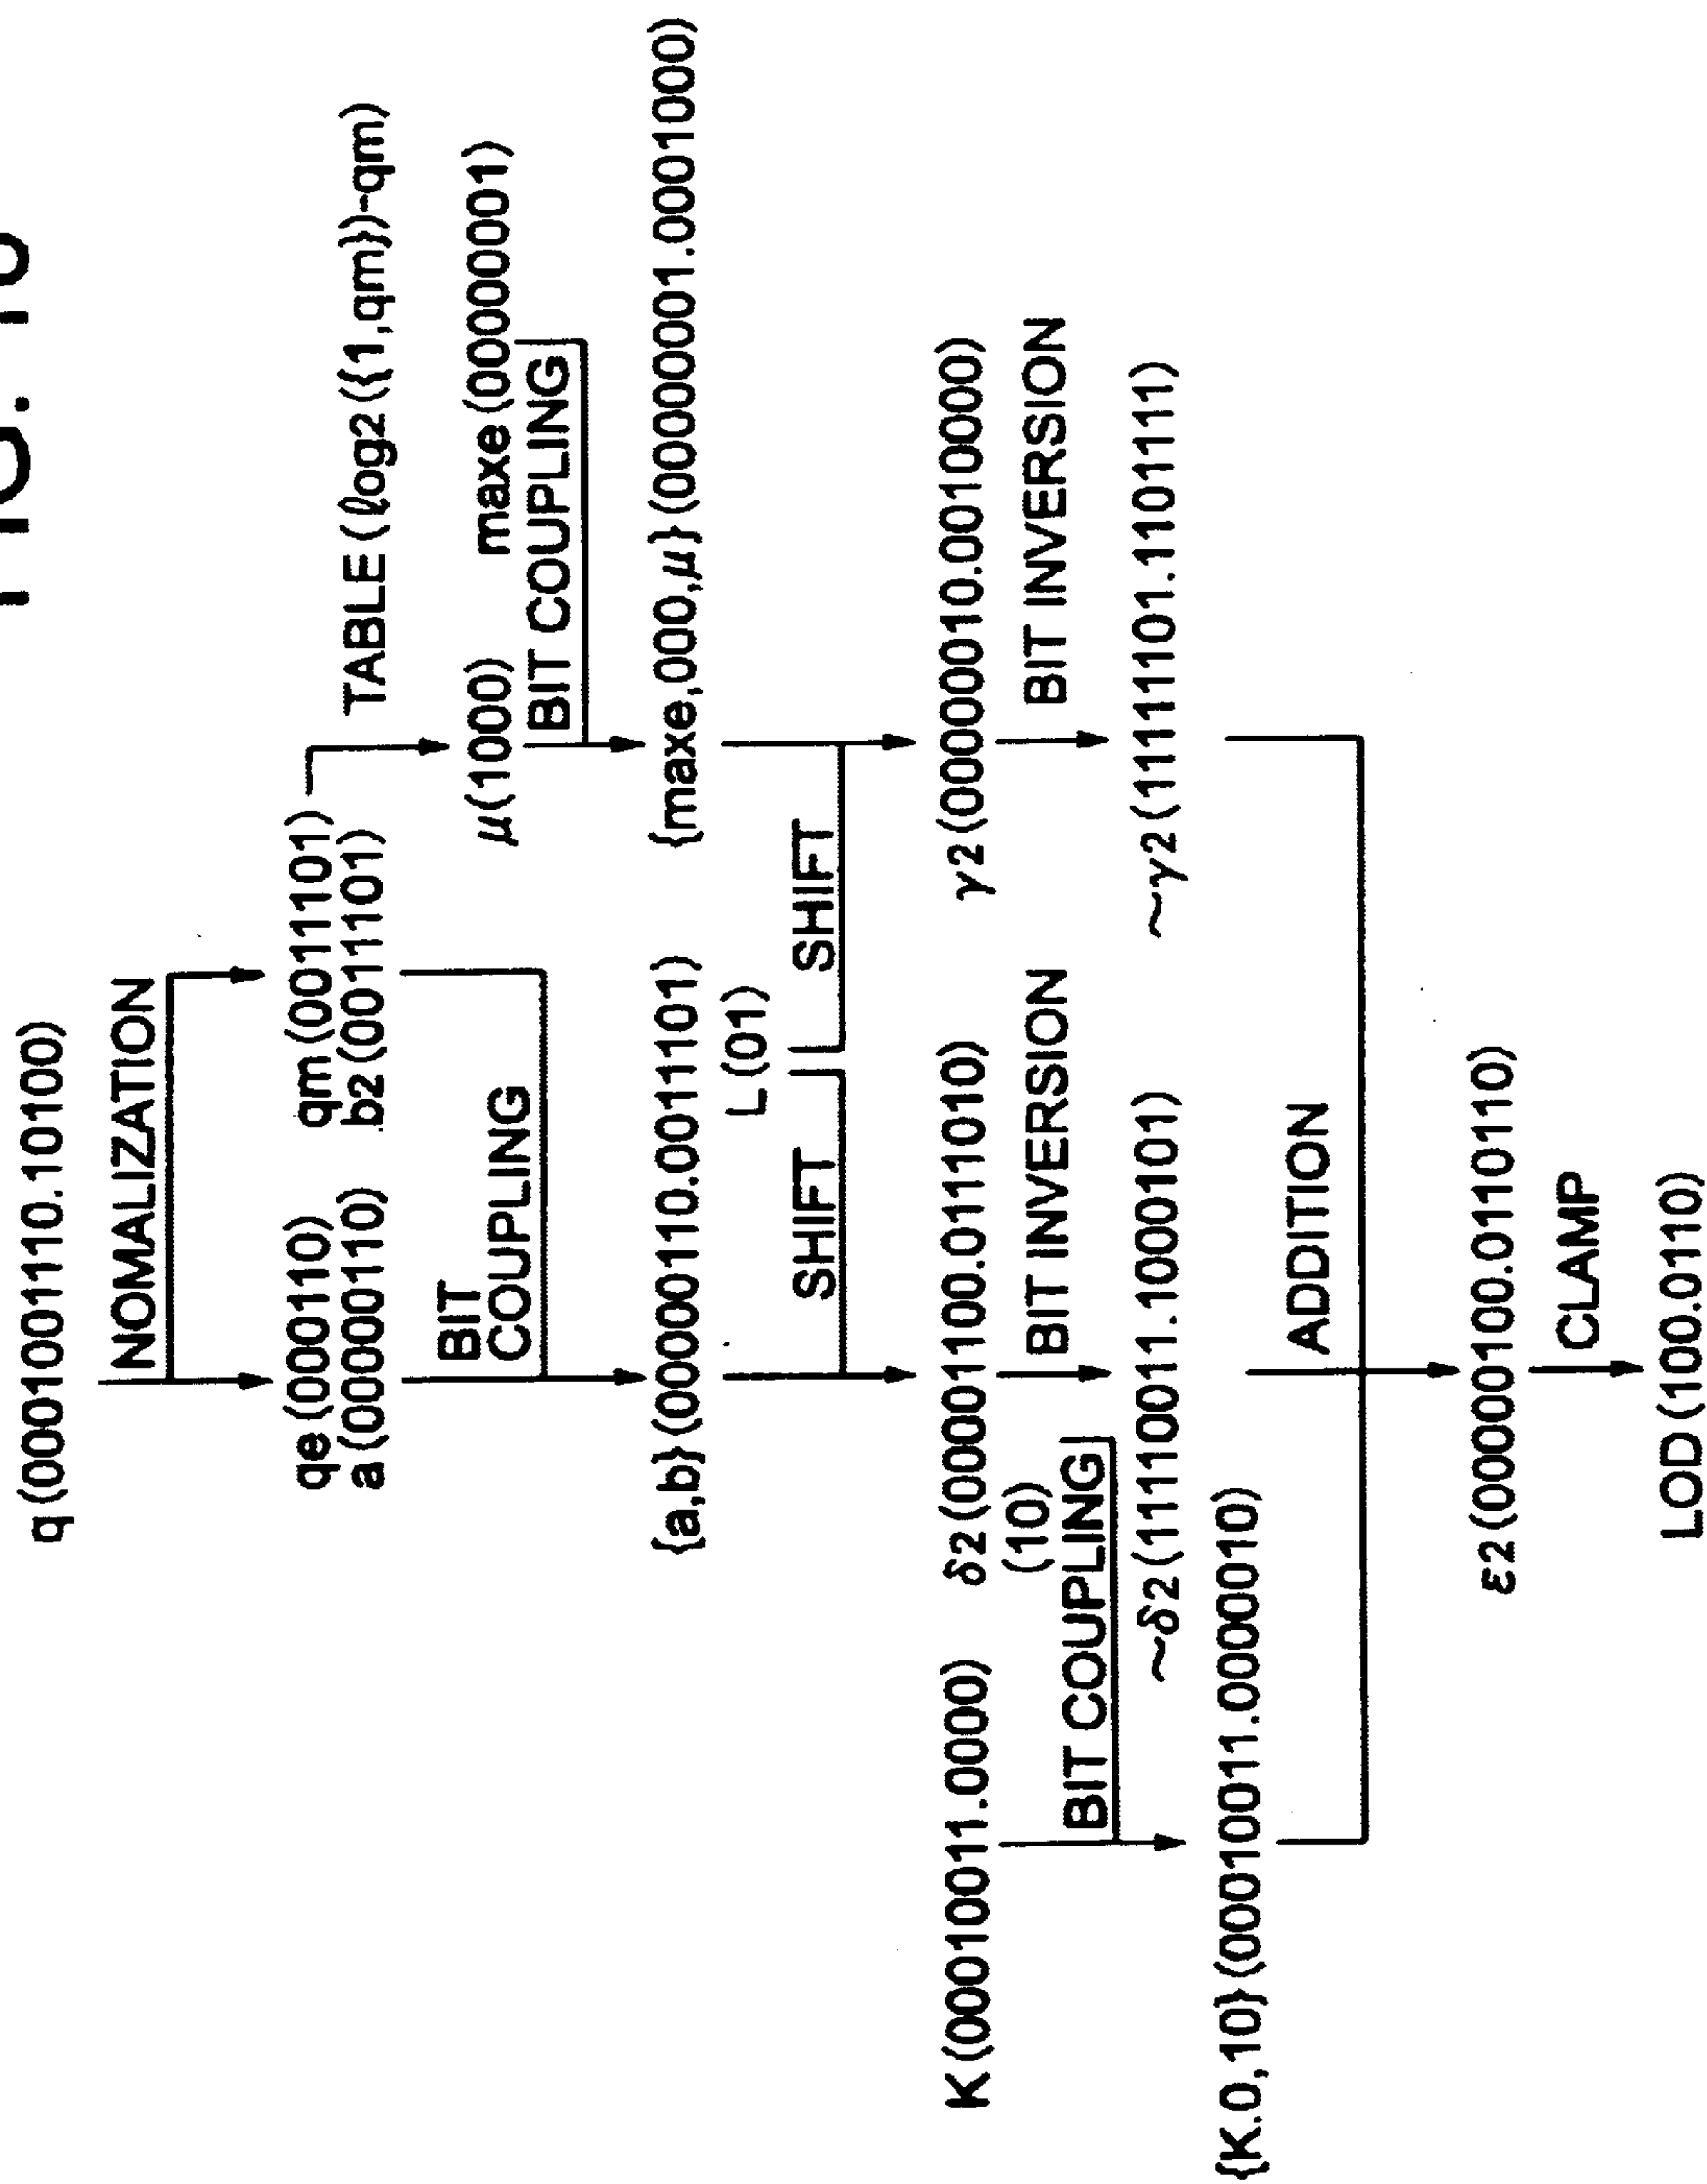 q (0001001110.10100)
NOMALIZATION
qe (000110)
qm (0011101)
a (00000110)
b2 (0011101)
TABLE (ℓog2 ({1,qm})-qm)
BIT
COUPLING
μ (1000)
maxe (00000001)
BIT COUPLING
{a,b} (00000110.0011101)
{maxe,000,μ} (00000001.0001000)
L (01)
SHIFT
SHIFT
K (00010011.0000)
δ2 (00001100.0111010)
γ2 (00000010.0010000)
(10)
BIT INVERSION
BIT INVERSION
BIT COUPLING
~δ2 (11110011.1000101)
~γ2 (11111101.1101111)
{K.0,10} (00010011.0000010)
ADDITION
ε2 (00000100.0110110)
CLAMP
LOD (100.0110)